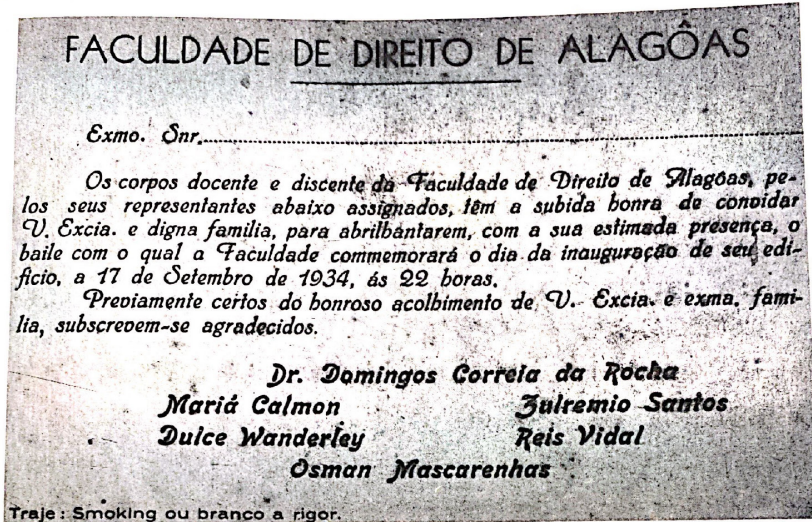 FACULDADE DE DIREITO DE ALAGÔAS
Exmo. Snr.
Os corpos docente e discente da Faculdade de Direito de Alagôas, pe-
los seus representantes abaixo assignados, têm a subida honra de convidar
V. Excia. e digna familia, para abrilhantarem, com a sua estimada presença, o
baile com o qual a Faculdade commemorará o dia da inauguração de seu edi-
ficio, a 17 de Setembro de 1934, ás 22 horas.
Previamente certos do honroso acolhimento de V. Excia. e exma. fami-
lia, subscrevem-se agradecidos.
Dr. Domingos Correia da Rocha
Mariá Calmon Zulremio Santos
Dulce Wanderley Reis Vidal
Osman Mascarenhas
Traje: Smoking ou branco a rigor.